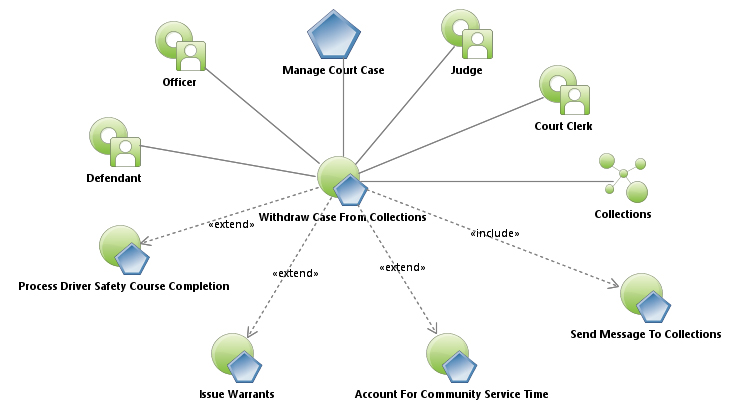 Manage Court Case
Judge
Officer
Court Clerk
Defendant
Withdraw Case From Collections
Collections
«extend»
«include»
«extend»
«extend»
Process Driver Safety Course Completion
Send Message To Collections
Issue Warrants
Account For Community Service Time